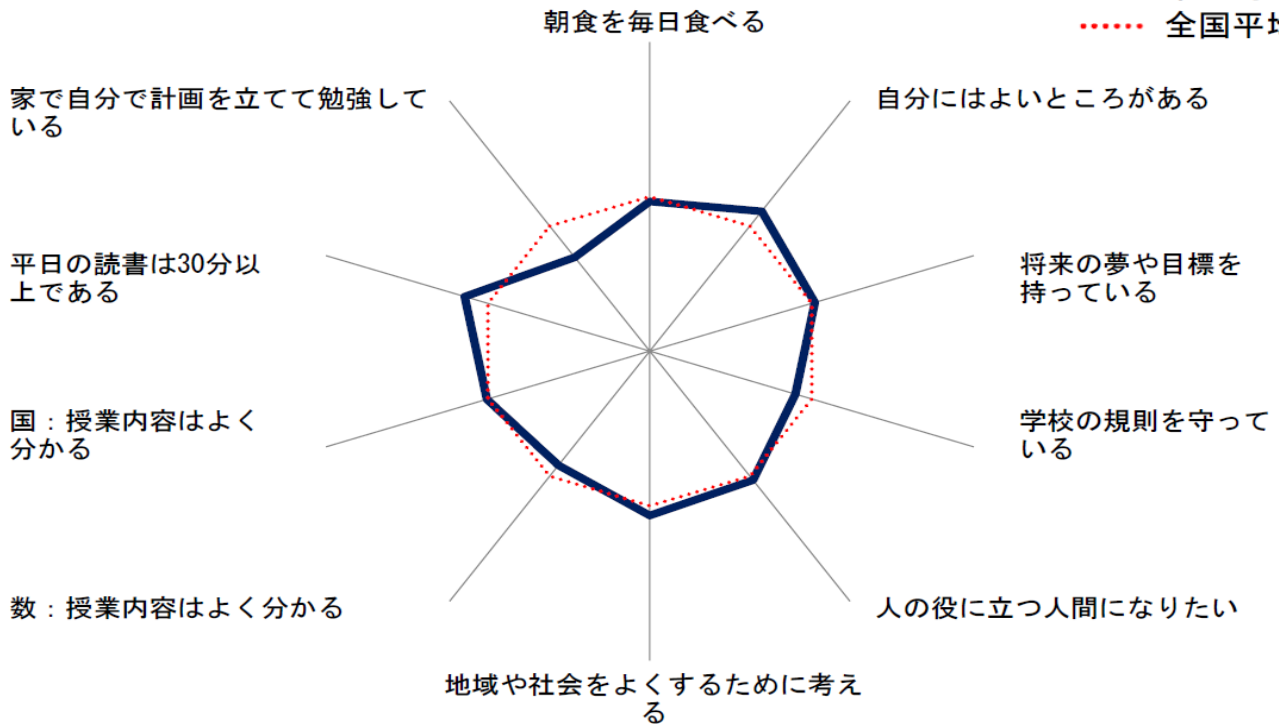 朝食を毎日食べる
全国平
家で自分で計画を立てて勉強して
いる
自分にはよいところがある
平日の読書は30分以
上である
将来の夢や目標を
持っている
国：授業内容はよく
分かる
学校の規則を守って
いる
数：授業内容はよく分かる
人の役に立つ人間になりたい
地域や社会をよくするために考え
る